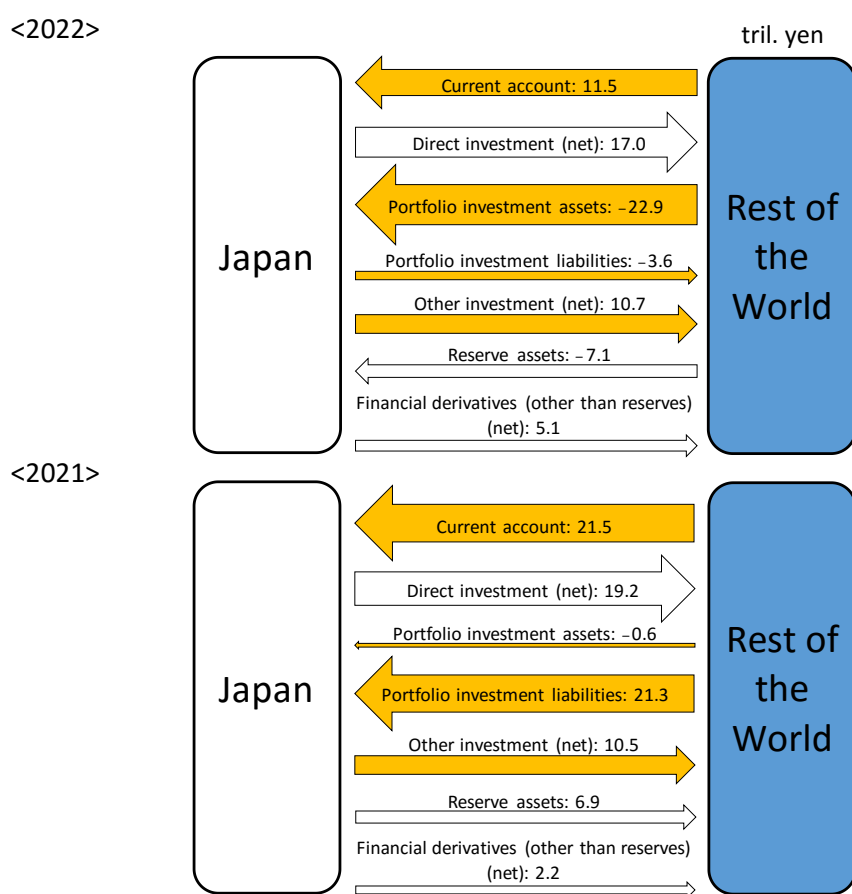 <2022>
tril. yen
Current account: 11.5
Direct investment (net): 17.0
Portfolio investment assets: −22.9
Portfolio investment liabilities: −3.6
Other investment (net): 10.7
Reserve assets: −7.1
Financial derivatives (other than reserves)
(net): 5.1
Japan
Rest of
the
World
<2021>
Current account: 21.5
Direct investment (net): 19.2
Portfolio investment assets: −0.6
Portfolio investment liabilities: 21.3
Other investment (net): 10.5
Reserve assets: 6.9
Financial derivatives (other than reserves)
(net): 2.2
Japan
Rest of
the
World